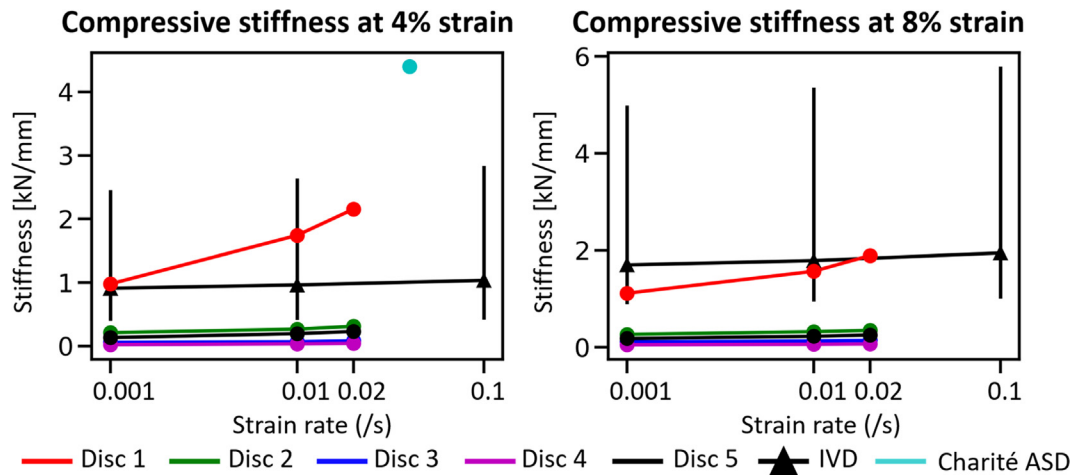 Compressive stiffness at 4% strain
Stiffness [kN/mm]
4
3
2
1
0
0.001
0.01
0.02
0.1
Strain rate (/s)
Compressive stiffness at 8% strain
Stiffness [kN/mm]
6
4
2
0
0.001
0.01
0.02
0.1
Strain rate (/s)
Disc 1
Disc 2
Disc 3
Disc 4
Disc 5
IVD
Charité ASD